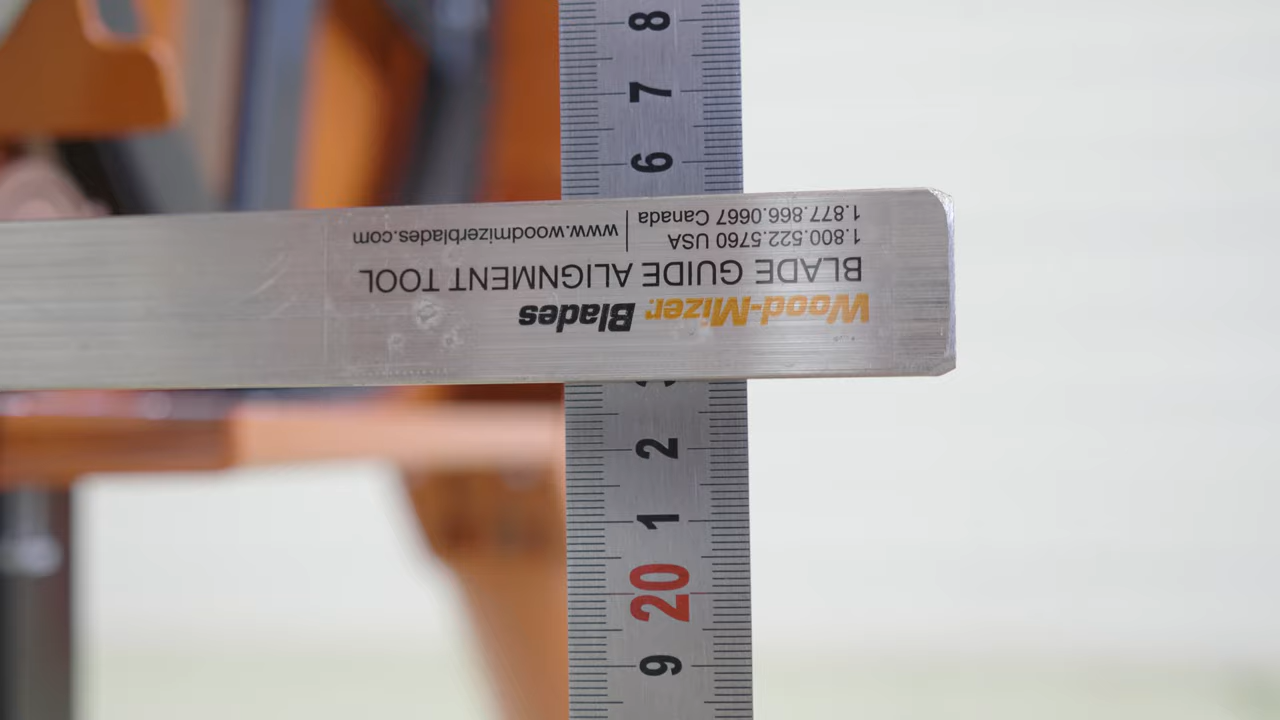 Wood-Mizer Blades
BLADE GUIDE ALIGNMENT TOOL
1.800.522.5760 USA
1.877.866.0667 Canada
www.woodmizerblades.com
9 20 1 2
6 7 8